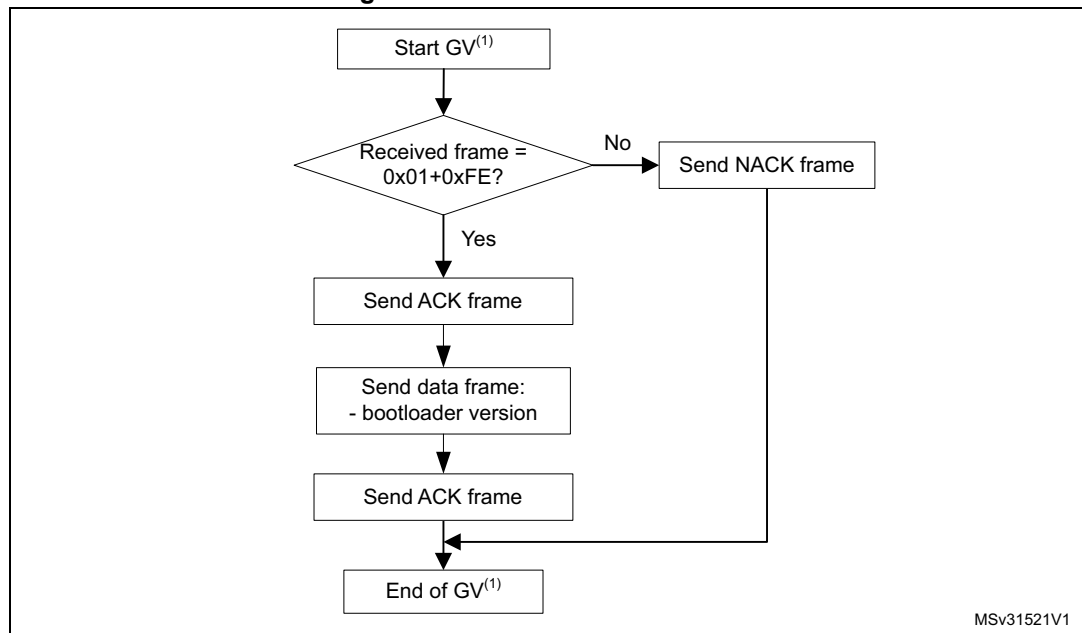 Start GV(1)
Received frame =
0x01+0xFE?
No
Send NACK frame
Yes
Send ACK frame
Send data frame:
- bootloader version
Send ACK frame
End of GV(1)
MSv31521V1